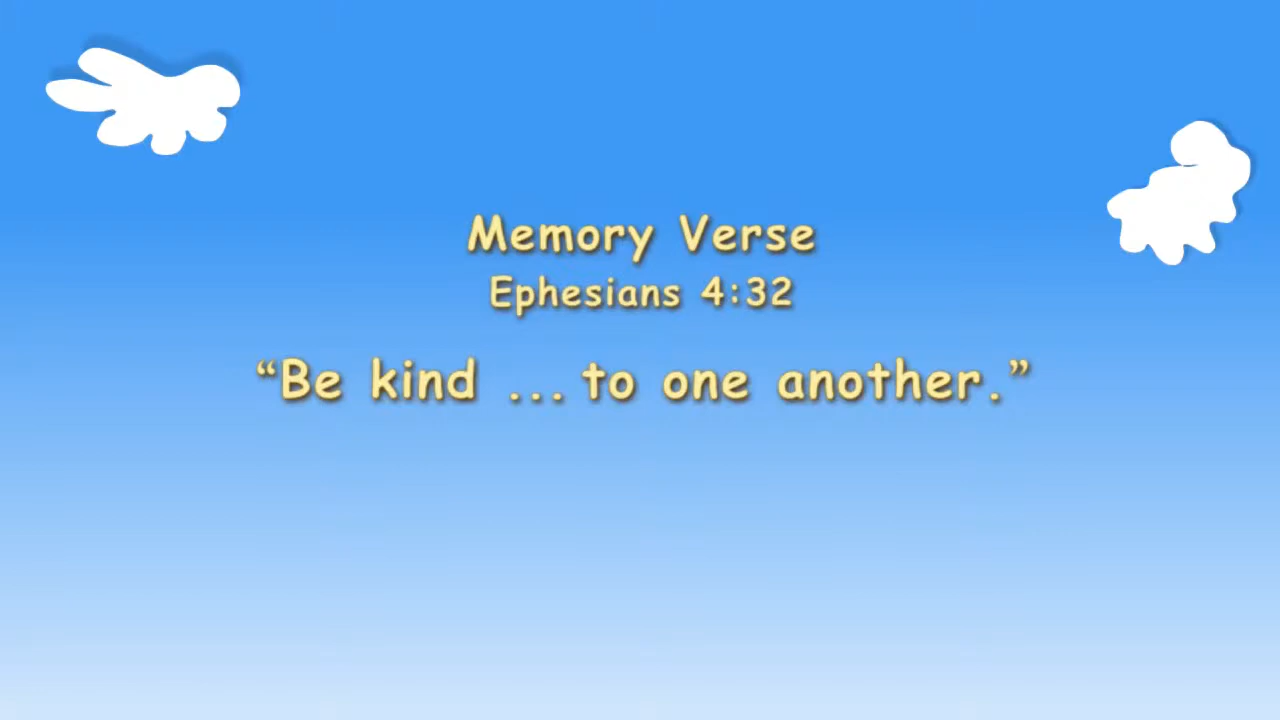 Memory Verse
Ephesians 4:32
“Be kind ... to one another.”